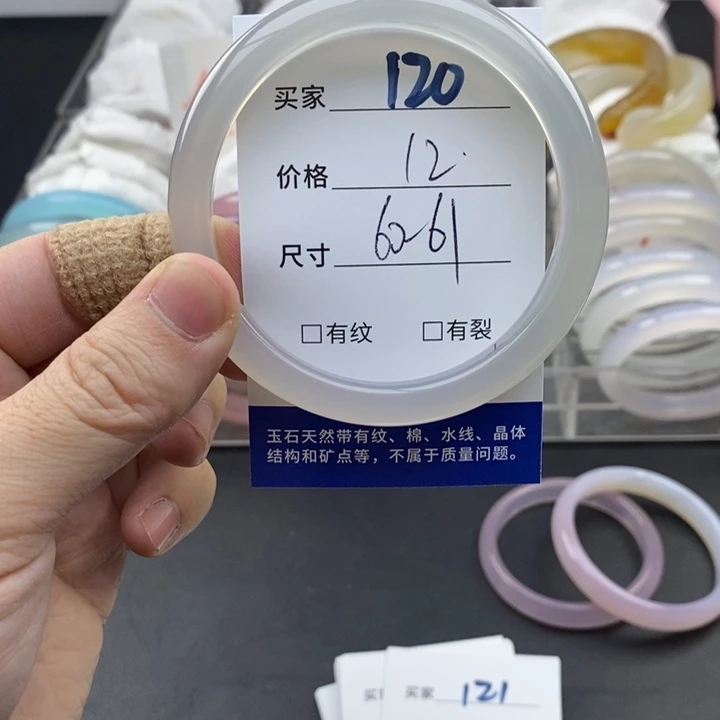 买家 120
价格 12.
尺寸 60-61
□有纹 □有裂
玉石天然带有纹、棉、水线、晶体
结构和矿点等，不属于质量问题。
买家 121